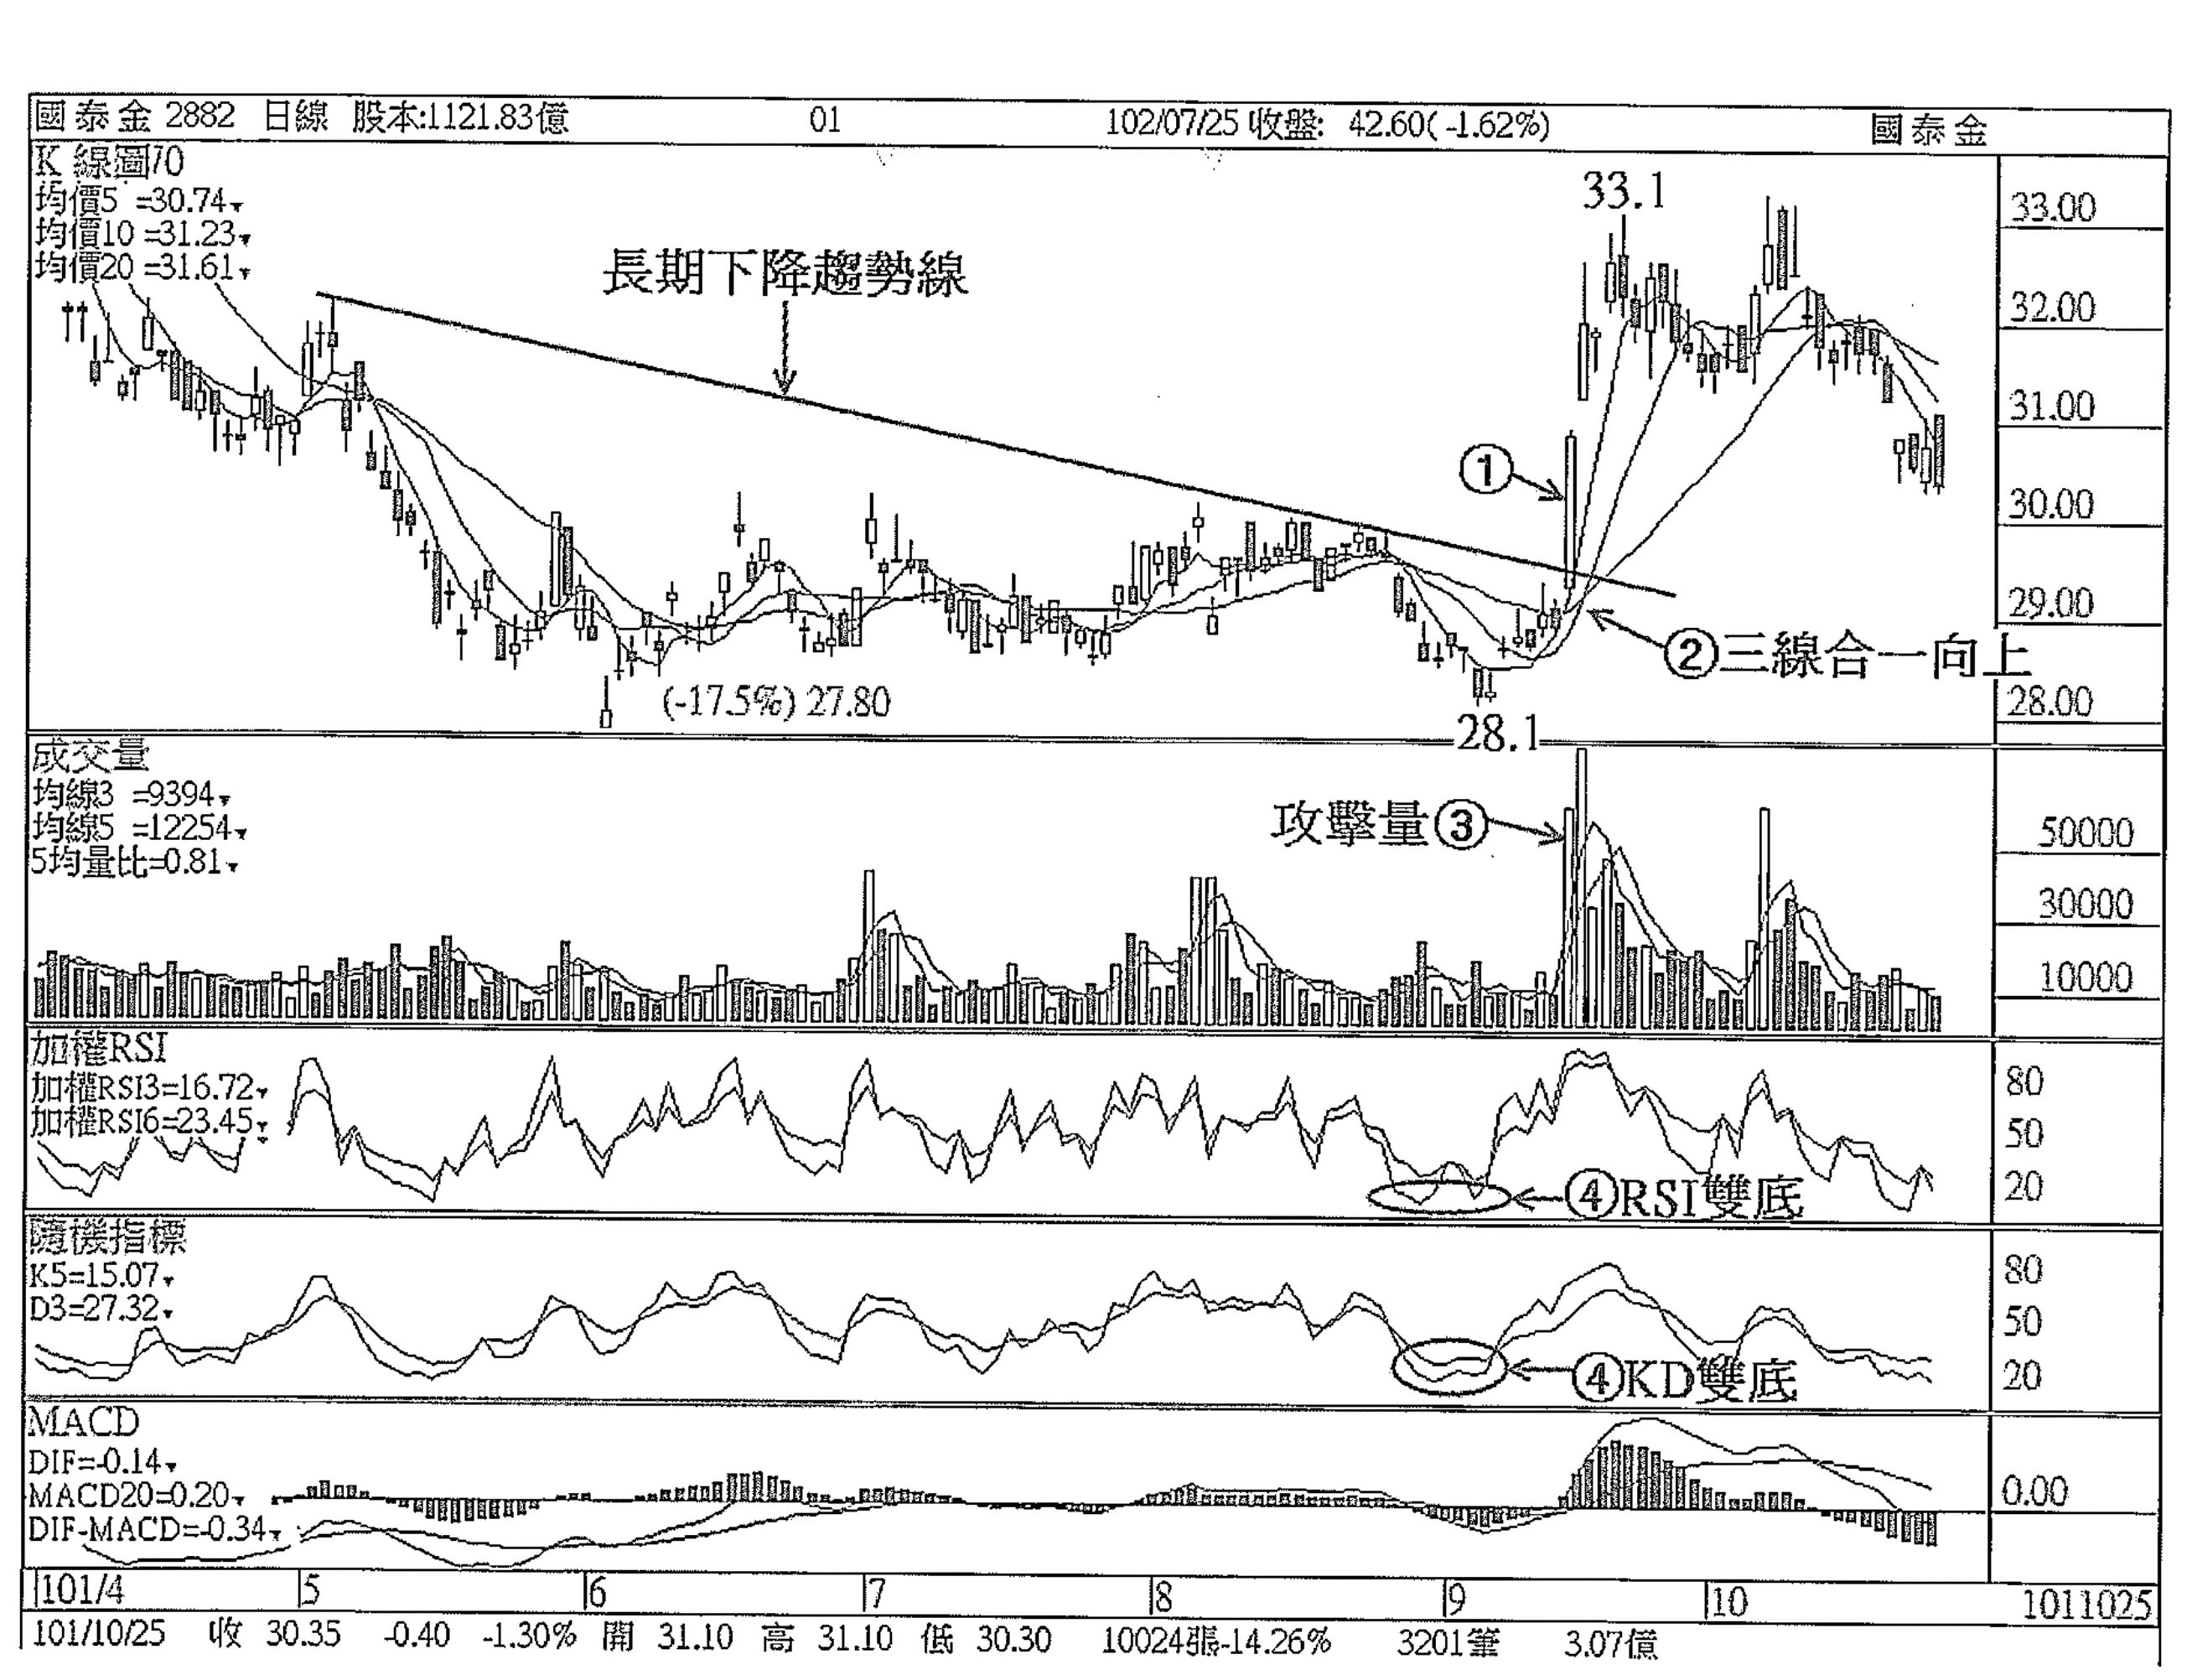 國泰金 2882 日線 股本:1121.83億 01 102/07/25 收盤: 42.60( -1.62%) 國泰金
K 線圖70
均價5 =30.74▼
均價10 =31.23▼
均價20 =31.61▼
長期下降趨勢線
33.1
33.00
32.00
31.00
30.00
29.00
28.00
①
②三線合一向上
(-17.5%) 27.80
28.1
成交量
均線3 =9394▼
均線5 =12254▼
5均量比=0.81▼
攻擊量③
50000
30000
10000
加權RSI
加權RSI3=16.72▼
加權RSI6=23.45▼
80
50
20
④RSI雙底
隨機指標
K5=15.07▼
D3=27.32▼
80
50
20
④KD雙底
MACD
DIF=-0.14▼
MACD20=0.20▼
DIF-MACD=-0.34▼
0.00
101/4 5 6 7 8 9 10 1011025
101/10/25 收 30.35 -0.40 -1.30% 開 31.10 高 31.10 低 30.30 10024張-14.26% 3201筆 3.07億